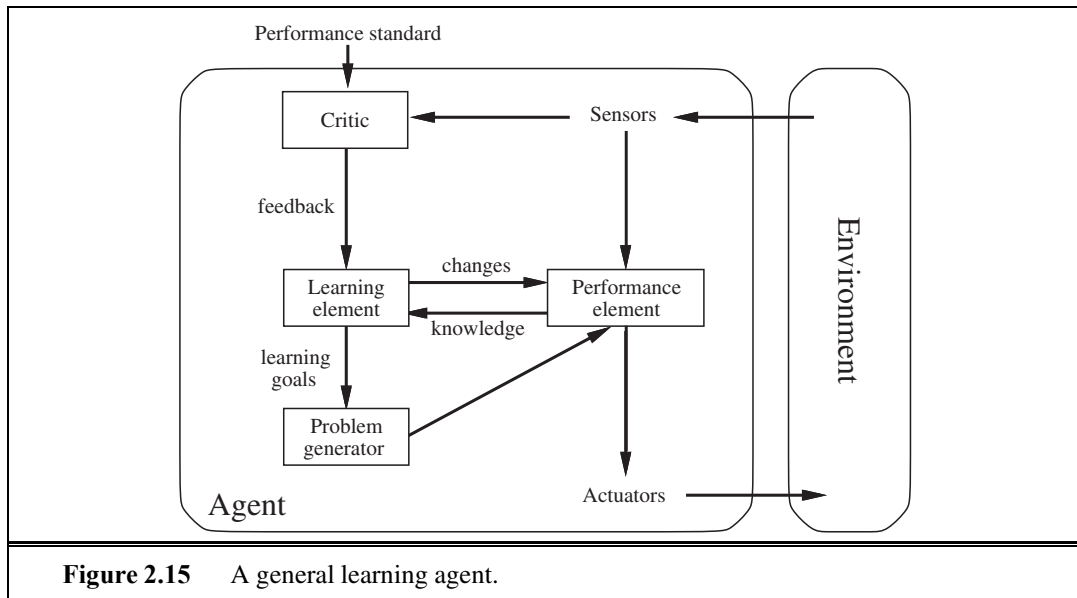 Performance standard
Critic
Sensors
feedback
changes
Learning
element
Performance
element
knowledge
learning
goals
Problem
generator
Agent
Actuators
Environment
Figure 2.15 A general learning agent.